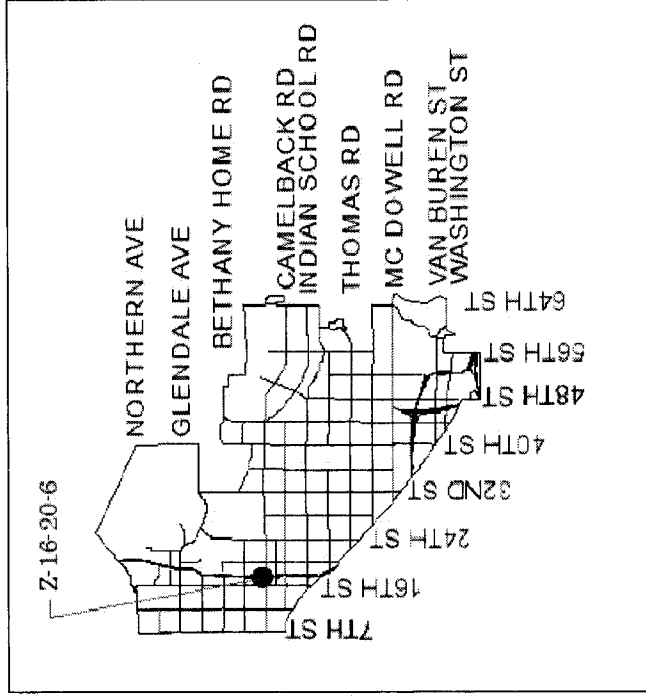 Z-16-20-6
NORTHERN AVE
GLENDALE AVE
BETHANY HOME RD
CAMELBACK RD
INDIAN SCHOOL RD
THOMAS RD
MC DOWELL RD
VAN BUREN ST
WASHINGTON ST
7TH ST
16TH ST
24TH ST
32ND ST
40TH ST
48TH ST
56TH ST
64TH ST